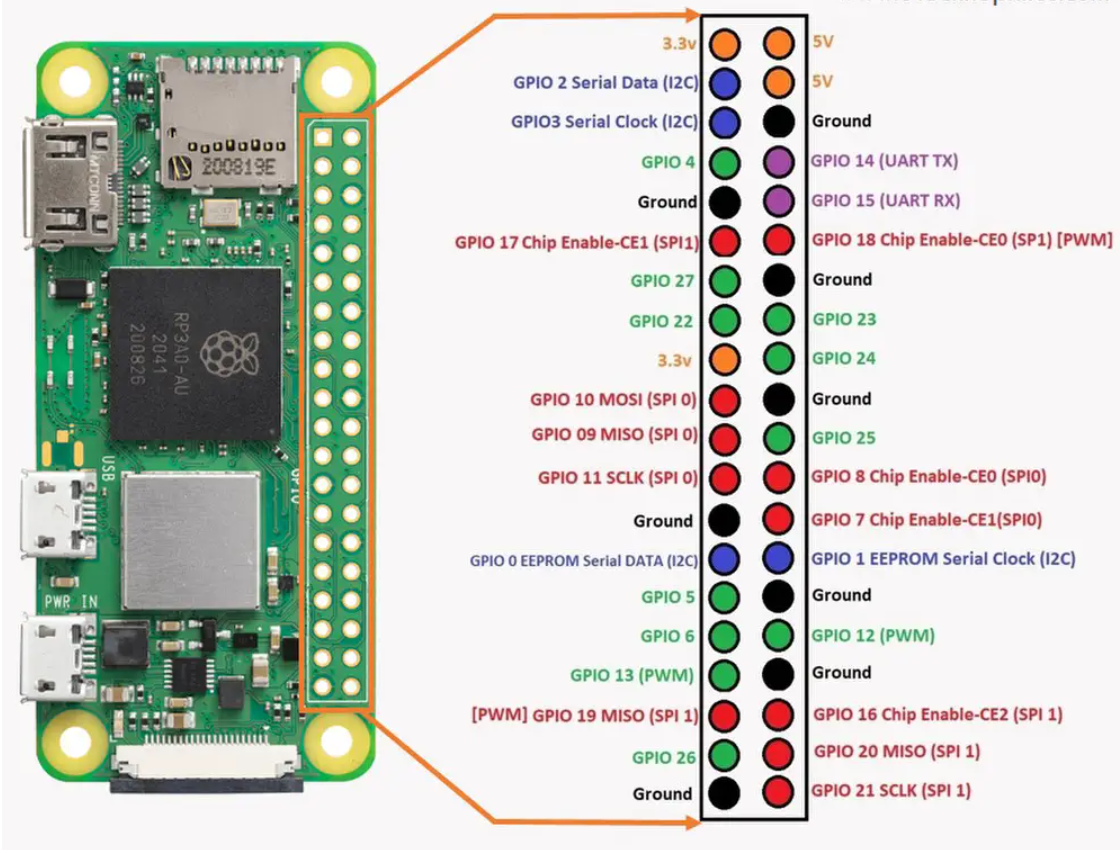 3.3v
5V
GPIO 2 Serial Data (I2C)
5V
GPIO3 Serial Clock (I2C)
Ground
GPIO 4
GPIO 14 (UART TX)
Ground
GPIO 15 (UART RX)
GPIO 17 Chip Enable-CE1 (SPI1)
GPIO 18 Chip Enable-CE0 (SP1) [PWM]
GPIO 27
Ground
GPIO 22
GPIO 23
3.3v
GPIO 24
GPIO 10 MOSI (SPI 0)
Ground
GPIO 09 MISO (SPI 0)
GPIO 25
GPIO 11 SCLK (SPI 0)
GPIO 8 Chip Enable-CE0 (SPI0)
Ground
GPIO 7 Chip Enable-CE1(SPI0)
GPIO 0 EEPROM Serial DATA (I2C)
GPIO 1 EEPROM Serial Clock (I2C)
GPIO 5
Ground
GPIO 6
GPIO 12 (PWM)
GPIO 13 (PWM)
Ground
[PWM] GPIO 19 MISO (SPI 1)
GPIO 16 Chip Enable-CE2 (SPI 1)
GPIO 26
GPIO 20 MISO (SPI 1)
Ground
GPIO 21 SCLK (SPI 1)
200819E
MTCONN
RP3A0-AU
2041
200826
USB
GPIO
PWR IN